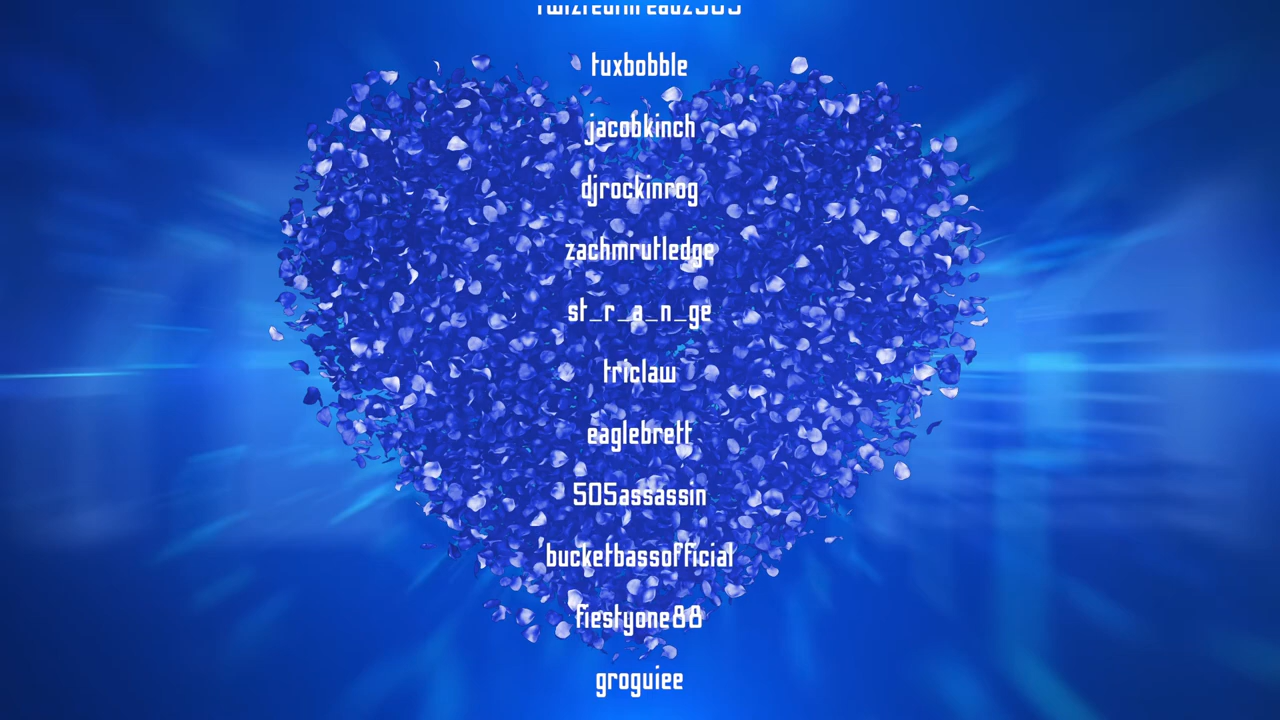 tuxbobble
jacobkinch
djrockinrog
zachmrutledge
st_r_a_n_ge
triclaw
eaglebrett
505assassin
bucketbassofficial
fiestyone88
groguiee